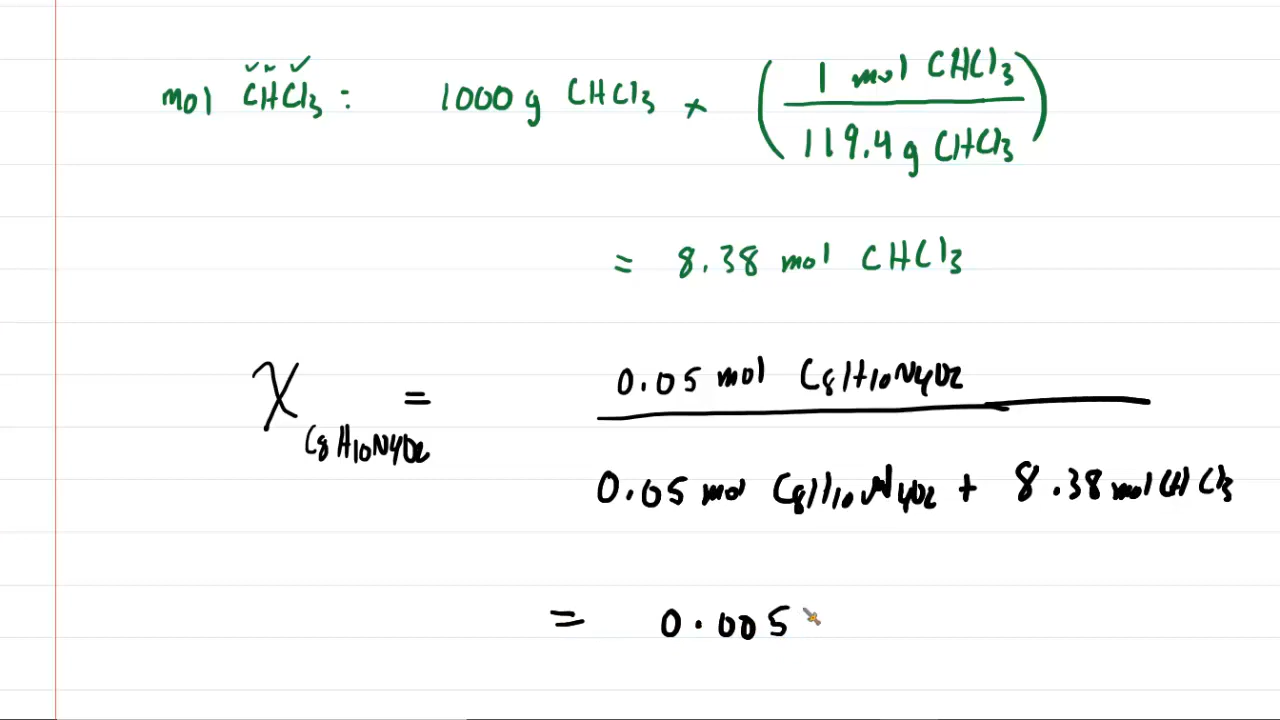 mol CHCl3 : 1000 g CHCl3 × ( 1 mol CHCl3 / 119.4 g CHCl3 )
= 8.38 mol CHCl3
χ C8H10N4O2 = 0.05 mol C8H10N4O2
0.05 mol C8H10N4O2 + 8.38 mol CHCl3
= 0.005